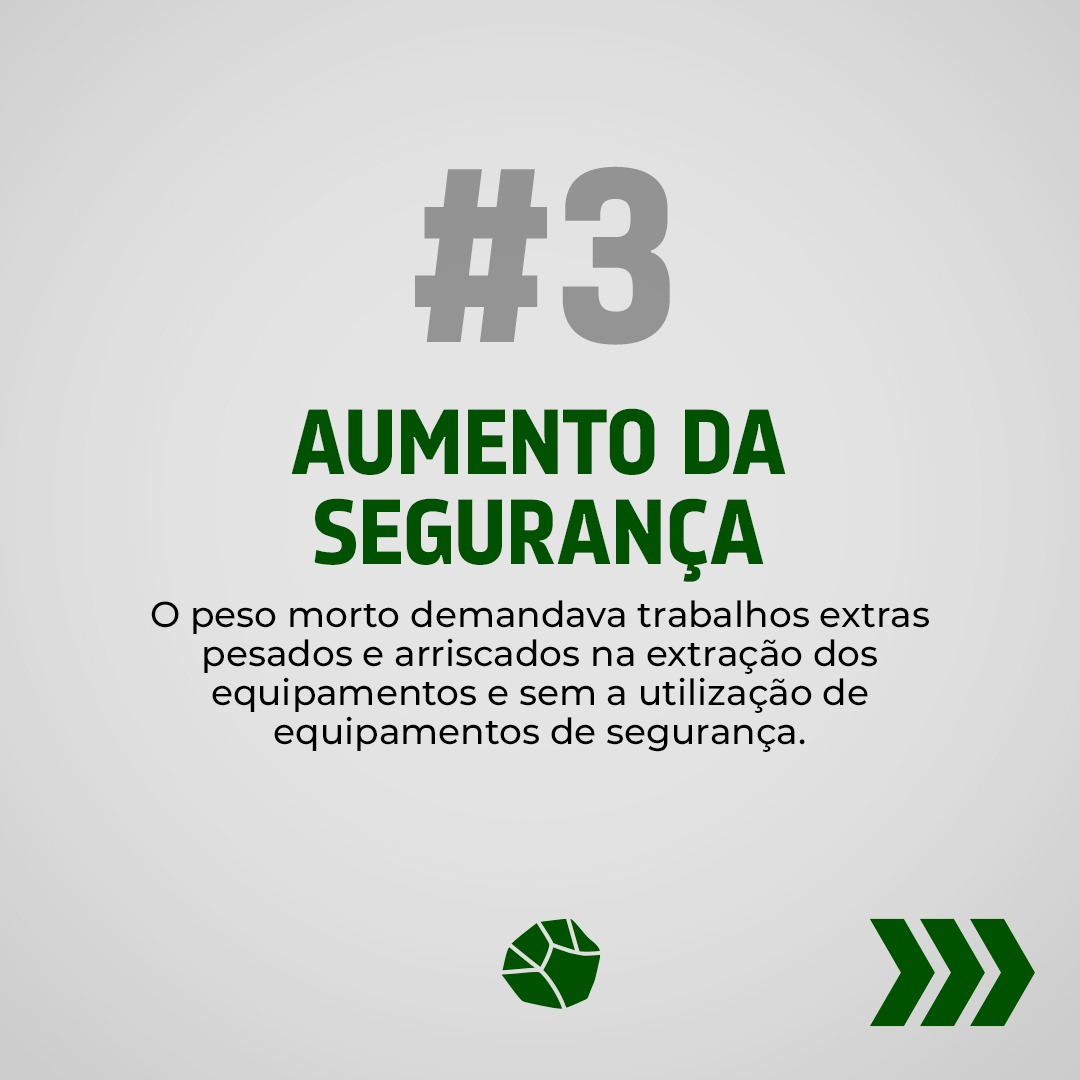 #3
AUMENTO DA
SEGURANÇA
O peso morto demandava trabalhos extras
pesados e arriscados na extração dos
equipamentos e sem a utilização de
equipamentos de segurança.